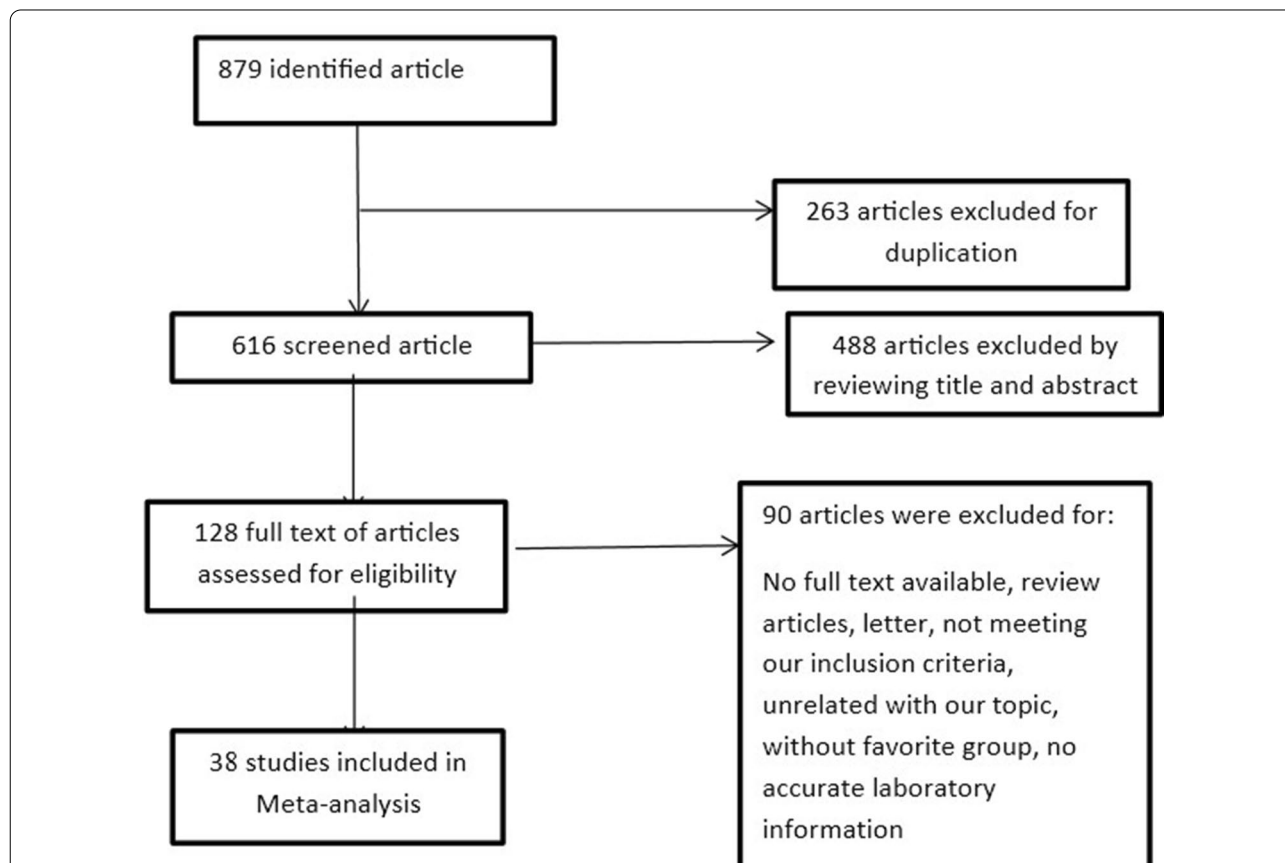 879 identified article
263 articles excluded for
duplication
616 screened article
488 articles excluded by
reviewing title and abstract
128 full text of articles
assessed for eligibility
90 articles were excluded for:
No full text available, review
articles, letter, not meeting
our inclusion criteria,
unrelated with our topic,
without favorite group, no
accurate laboratory
information
38 studies included in
Meta-analysis